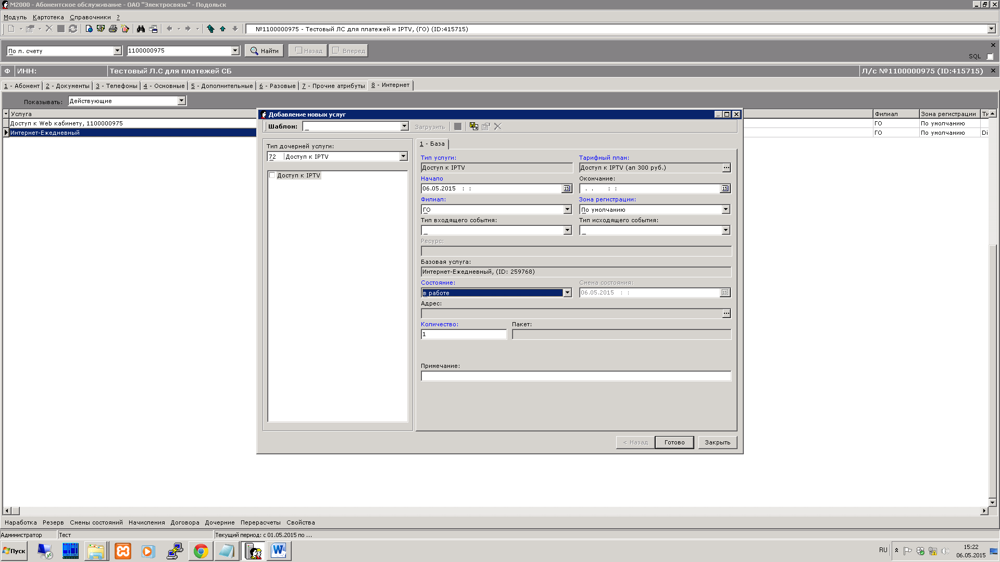 М2000 - Абонентское обслуживание - ОАО "Электросвязь" - Подольск
Модуль Картотека Справочники ?
№1100000975 - Тестовый ЛС для платежей и IPTV, (ГО) (ID:415715)
По л. счету 1100000975 Найти Назад Вперед SQL
Ф ИНН: Тестовый Л.С для платежей СБ Л/с №1100000975 (ID:415715)
1 - Абонент 2 - Документы 3 - Телефоны 4 - Основные 5 - Дополнительные 6 - Разовые 7 - Прочие атрибуты 8 - Интернет
Показывать: Действующие
Услуга Филиал Зона регистрации Ти
Доступ к Web кабинету, 1100000975 ГО По умолчанию
Интернет-Ежедневный ГО По умолчанию Di
Добавление новых услуг
Шаблон: Загрузить
Тип дочерней услуги:
72 Доступ к IPTV
Доступ к IPTV
1 - База
Тип услуги: Тарифный план:
Доступ к IPTV Доступ к IPTV (ап 300 руб.) ...
Начало Окончание:
06.05.2015 : : 15 . . : : 15
Филиал: Зона регистрации:
ГО По умолчанию
Тип входящего события: Тип исходящего события:
Ресурс:
Базовая услуга:
Интернет-Ежедневный, (ID: 259768)
Состояние: Смена состояния:
в работе 06.05.2015 : : 15
Адрес:
...
Количество: Пакет:
1
Примечание:
< Назад Готово Закрыть
Наработка Резерв Смены состояний Начисления Договора Дочерние Перерасчеты Свойства
Администратор Тест Текущий период: с 01.05.2015 по ...
Пуск RU 15:22
06.05.2015